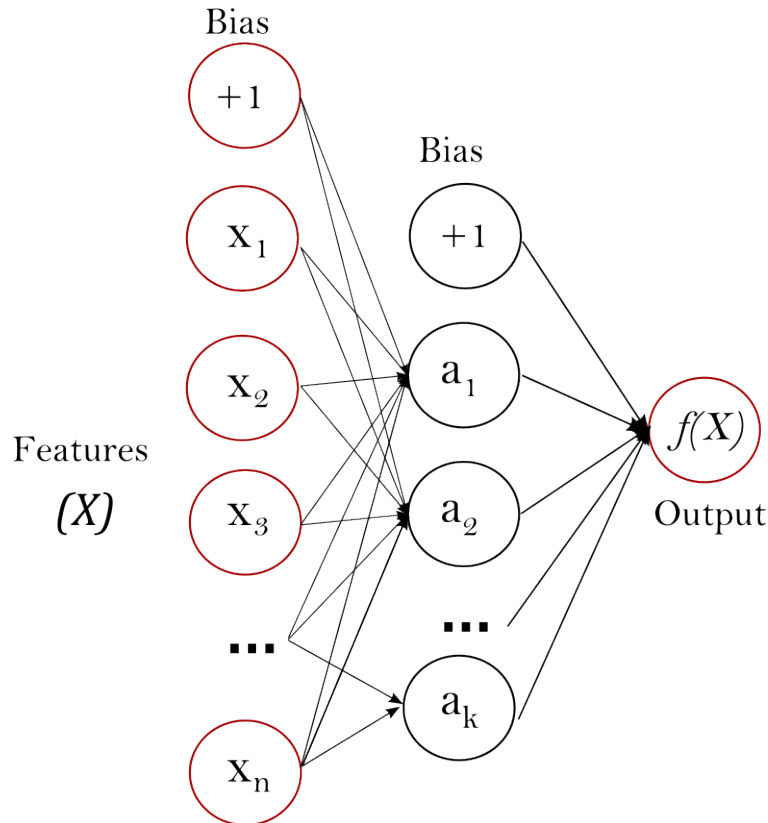 Bias
+1
Bias
x₁
+1
x₂
a₁
Features
(X)
x₃
a₂
f(X)
Output
...
...
xₙ
aₖ